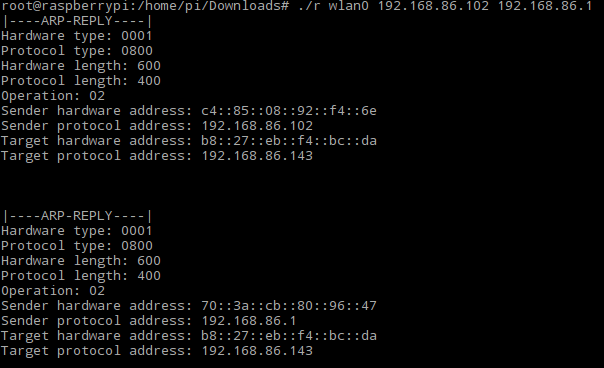 root@raspberrypi:/home/pi/Downloads# ./r wlan0 192.168.86.102 192.168.86.1
|----ARP-REPLY----|
Hardware type: 0001
Protocol type: 0800
Hardware length: 600
Protocol length: 400
Operation: 02
Sender hardware address: c4::85::08::92::f4::6e
Sender protocol address: 192.168.86.102
Target hardware address: b8::27::eb::f4::bc::da
Target protocol address: 192.168.86.143
|----ARP-REPLY----|
Hardware type: 0001
Protocol type: 0800
Hardware length: 600
Protocol length: 400
Operation: 02
Sender hardware address: 70::3a::cb::80::96::47
Sender protocol address: 192.168.86.1
Target hardware address: b8::27::eb::f4::bc::da
Target protocol address: 192.168.86.143